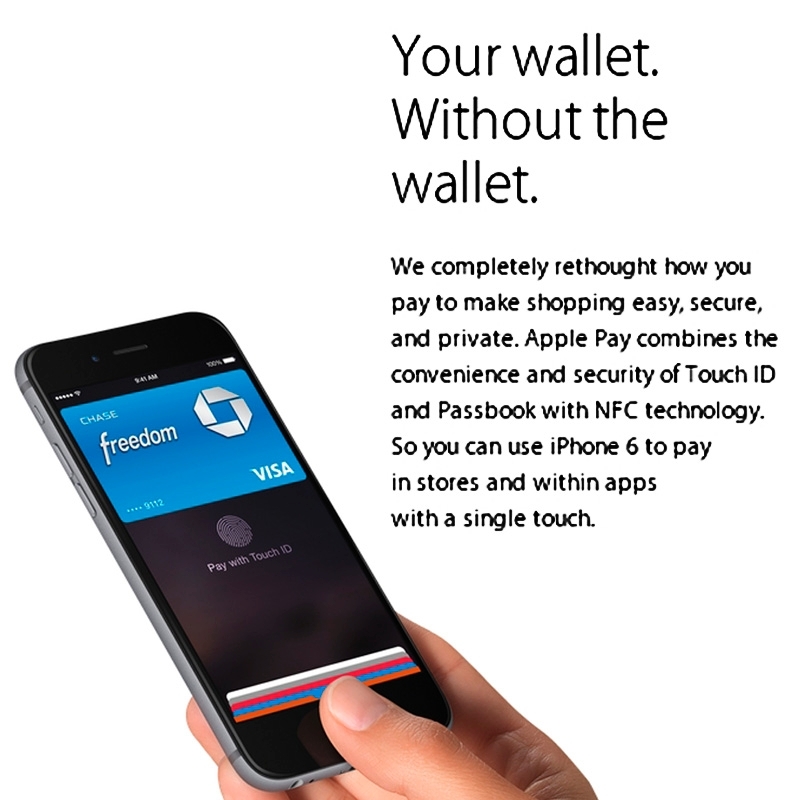 Your wallet.
Without the
wallet.
We completely rethought how you
pay to make shopping easy, secure,
and private. Apple Pay combines the
convenience and security of Touch ID
and Passbook with NFC technology.
So you can use iPhone 6 to pay
in stores and within apps
with a single touch.
9:41 AM
100%
CHASE
freedom
VISA
•••• 9112
Pay with Touch ID